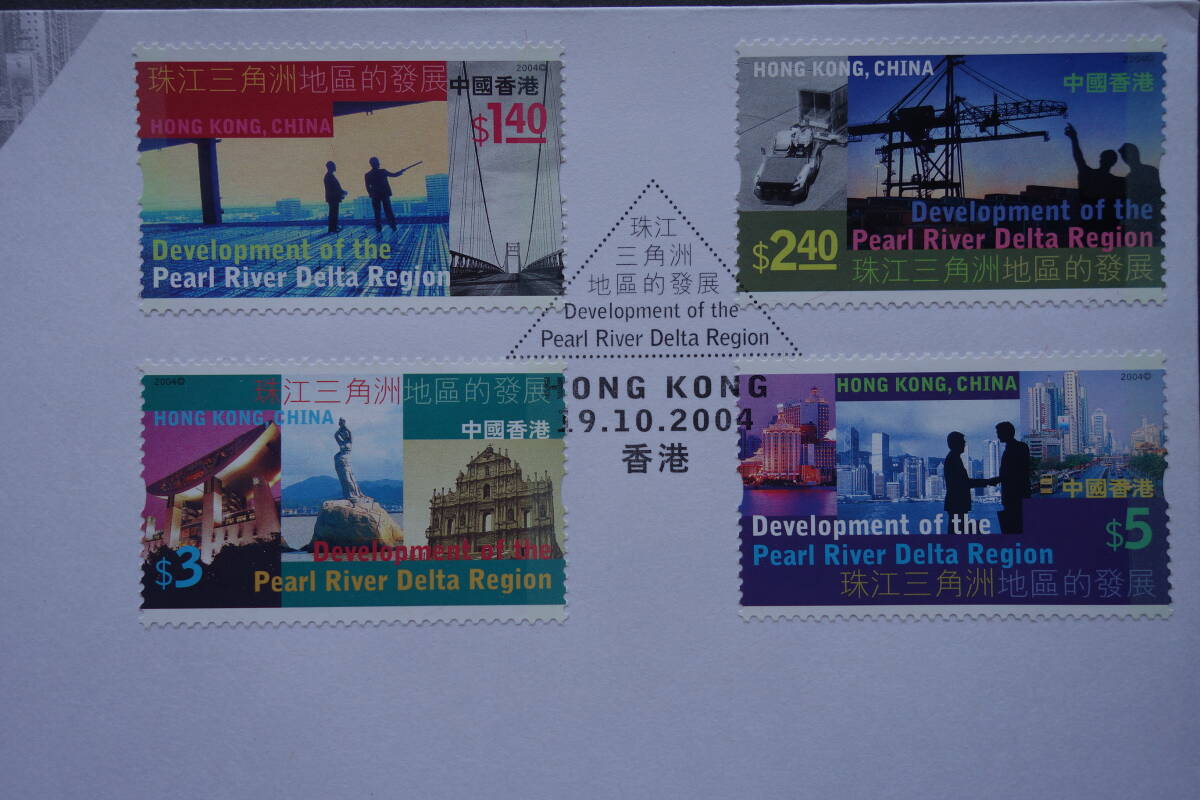 珠江三角洲地區的發展
2004©
中國香港
$1.40
HONG KONG, CHINA
Development of the
Pearl River Delta Region
HONG KONG, CHINA
2004©
中國香港
$2.40
Development of the
Pearl River Delta Region
珠江三角洲地區的發展
珠江
三角洲
地區的發展
Development of the
Pearl River Delta Region
HONG KONG
19.10.2004
香港
2004©
珠江三角洲地區的發展
HONG KONG, CHINA
中國香港
$3
Development of the
Pearl River Delta Region
HONG KONG, CHINA
2004©
中國香港
$5
Development of the
Pearl River Delta Region
珠江三角洲地區的發展